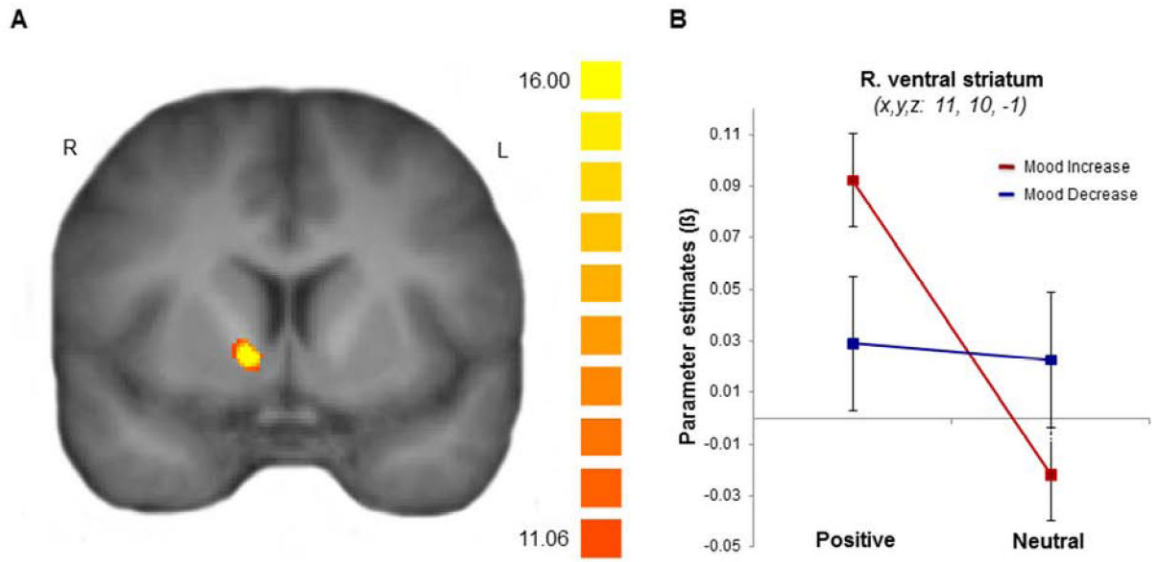 A
R
L
16.00
11.06
B
R. ventral striatum
(x,y,z: 11, 10, -1)
Mood Increase
Mood Decrease
Parameter estimates (ß)
0.11
0.09
0.07
0.05
0.03
0.01
-0.01
-0.03
-0.05
Positive
Neutral